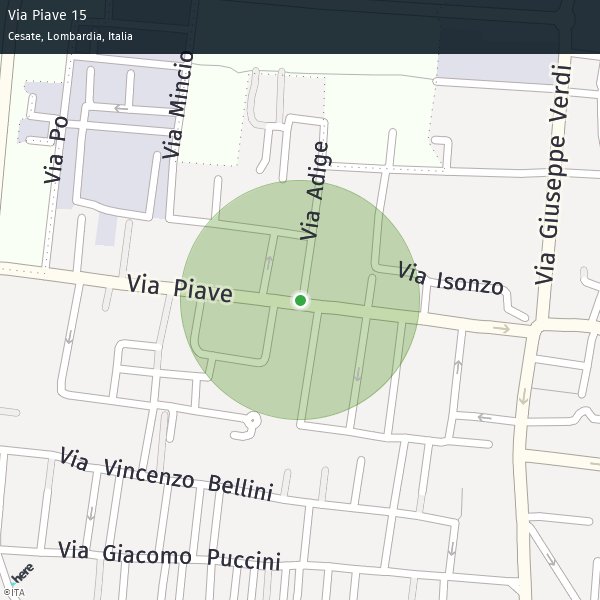 Via Piave 15
Cesate, Lombardia, Italia
Via Mincio
Via Po
Via Adige
Via Giuseppe Verdi
Via Isonzo
Via Piave
Via Vincenzo Bellini
Via Giacomo Puccini
here
©ITA